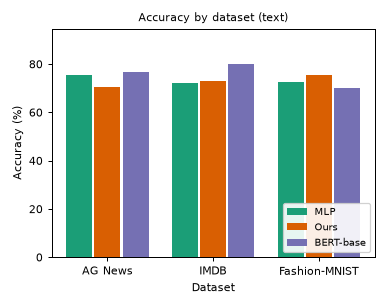 Accuracy by dataset (text)
Accuracy (%)
80
60
40
20
0
AG News
IMDB
Fashion-MNIST
Dataset
MLP
Ours
BERT-base